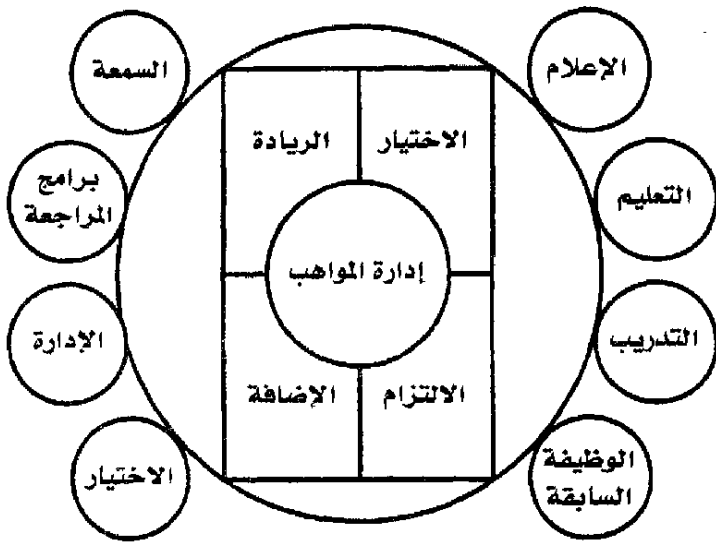 الإعلام
السمعة
الاختيار
الريادة
التعليم
برامج
المراجعة
إدارة المواهب
التدريب
الإدارة
الالتزام
الإضافة
الوظيفة
السابقة
الاختيار